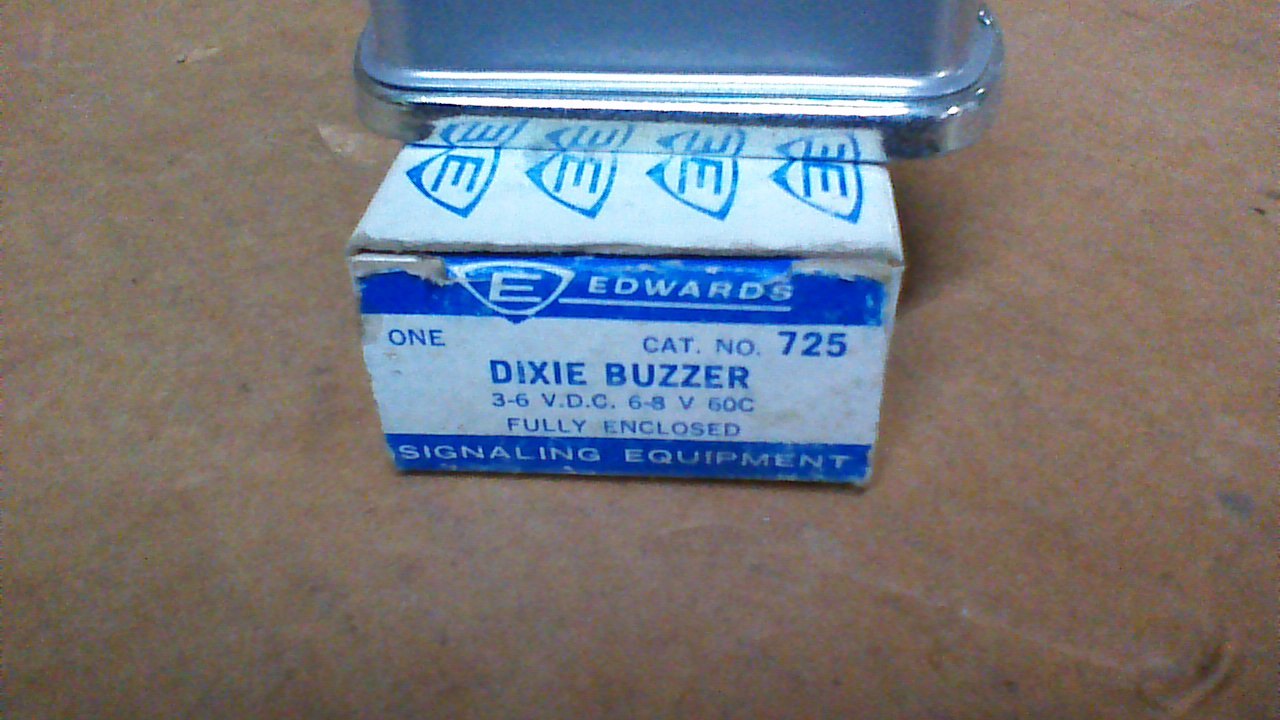 E E E E
E E E E
E EDWARDS
ONE CAT. NO. 725
DIXIE BUZZER
3-6 V.D.C. 6-8 V 60C
FULLY ENCLOSED
SIGNALING EQUIPMENT